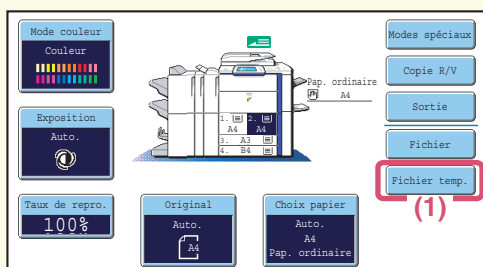 Mode couleur
Couleur
Exposition
Auto.
Taux de repro.
100%
Pap. ordinaire
A4
1.
A4
2.
A4
3. A3
4. B4
Original
Auto.
A4
Choix papier
Auto.
A4
Pap. ordinaire
Modes spéciaux
Copie R/V
Sortie
Fichier
Fichier temp.
(1)